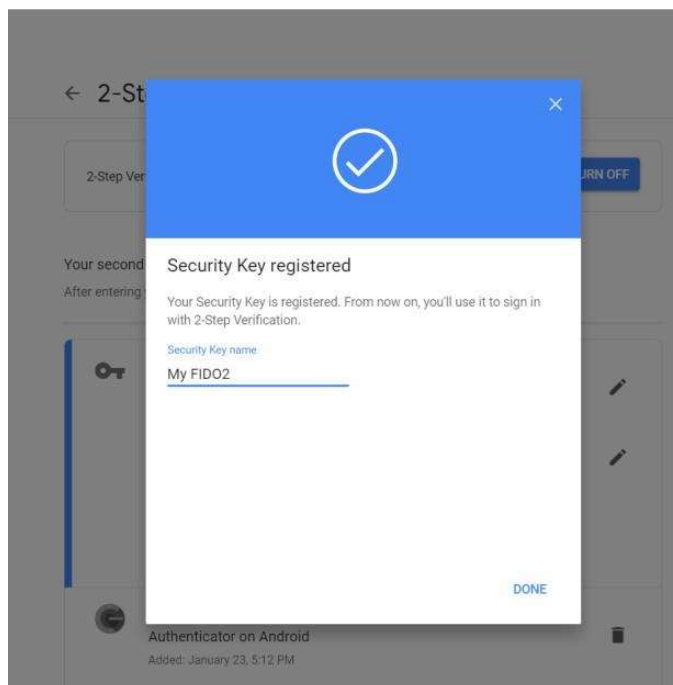 2-St
2-Step Ver
URN OFF
Your second
After entering
Security Key registered
Your Security Key is registered. From now on, you'll use it to sign in
with 2-Step Verification.
Security Key name
My FIDO2
DONE
Authenticator on Android
Added: January 23, 5:12 PM